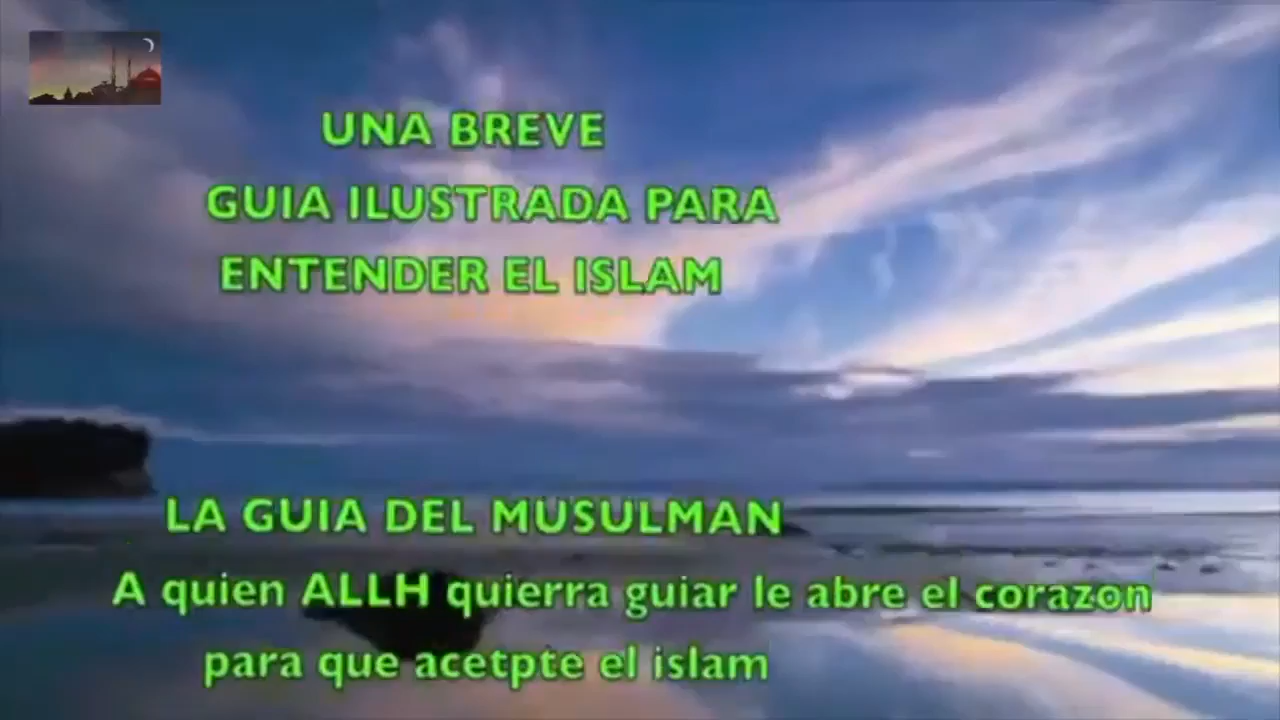 UNA BREVE
GUIA ILUSTRADA PARA
ENTENDER EL ISLAM
LA GUIA DEL MUSULMAN
A quien ALLH quierra guiar le abre el corazon
para que acetpte el islam